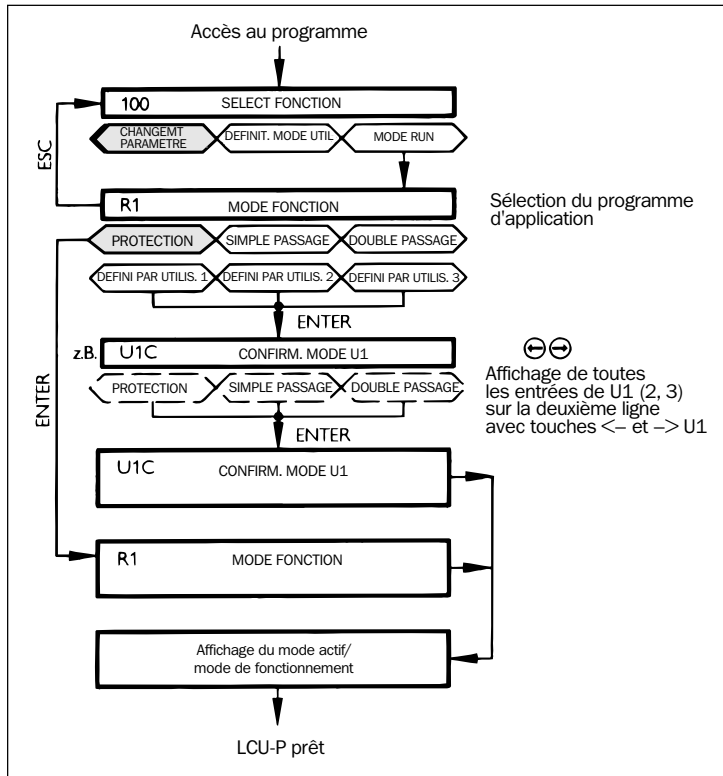 Accès au programme
100 SELECT FONCTION
CHANGEMT
PARAMETRE
DEFINIT. MODE UTIL
MODE RUN
ESC
R1 MODE FONCTION
Sélection du programme
d'application
PROTECTION
SIMPLE PASSAGE
DOUBLE PASSAGE
DEFINI PAR UTILIS. 1
DEFINI PAR UTILIS. 2
DEFINI PAR UTILIS. 3
ENTER
z.B. U1C CONFIRM. MODE U1
PROTECTION
SIMPLE PASSAGE
DOUBLE PASSAGE
Affichage de toutes
les entrées de U1 (2, 3)
sur la deuxième ligne
avec touches <– et –> U1
ENTER
ENTER
U1C CONFIRM. MODE U1
R1 MODE FONCTION
Affichage du mode actif/
mode de fonctionnement
LCU-P prêt